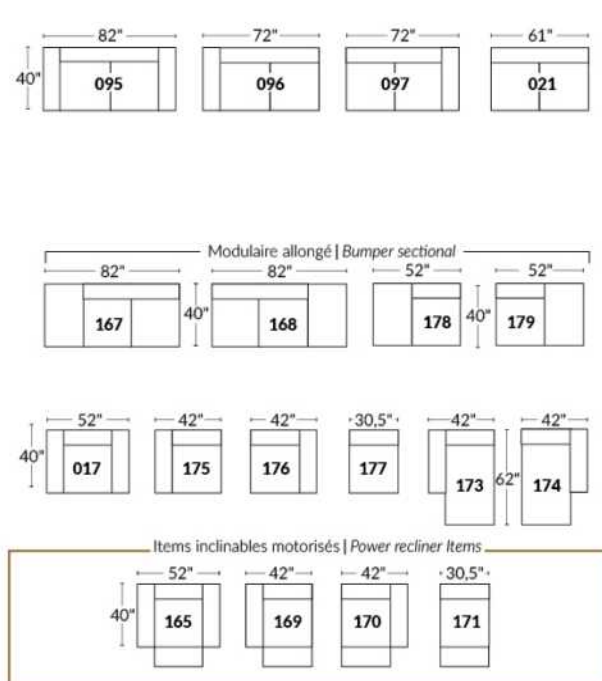 82" 72" 72" 61"
40" 095 096 097 021
Modulaire allongé | Bumper sectional
82" 82" 52" 52"
167 40" 168 178 40" 179
52" 42" 42" 30,5" 42" 42"
40" 017 175 176 177 173 62" 174
Items inclinables motorisés | Power recliner Items
52" 42" 42" 30,5"
40" 165 169 170 171